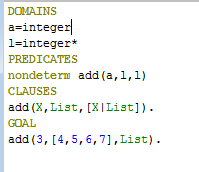 DOMAINS
a=integer
l=integer*
PREDICATES
nondeterm add(a,l,l)
CLAUSES
add(X,List,[X|List]).
GOAL
add(3,[4,5,6,7],List).